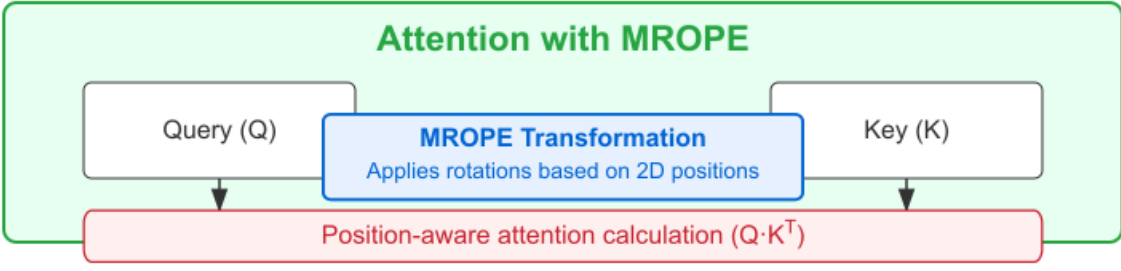 Attention with MROPE
Query (Q)
MROPE Transformation
Applies rotations based on 2D positions
Key (K)
Position-aware attention calculation (Q·K^T)